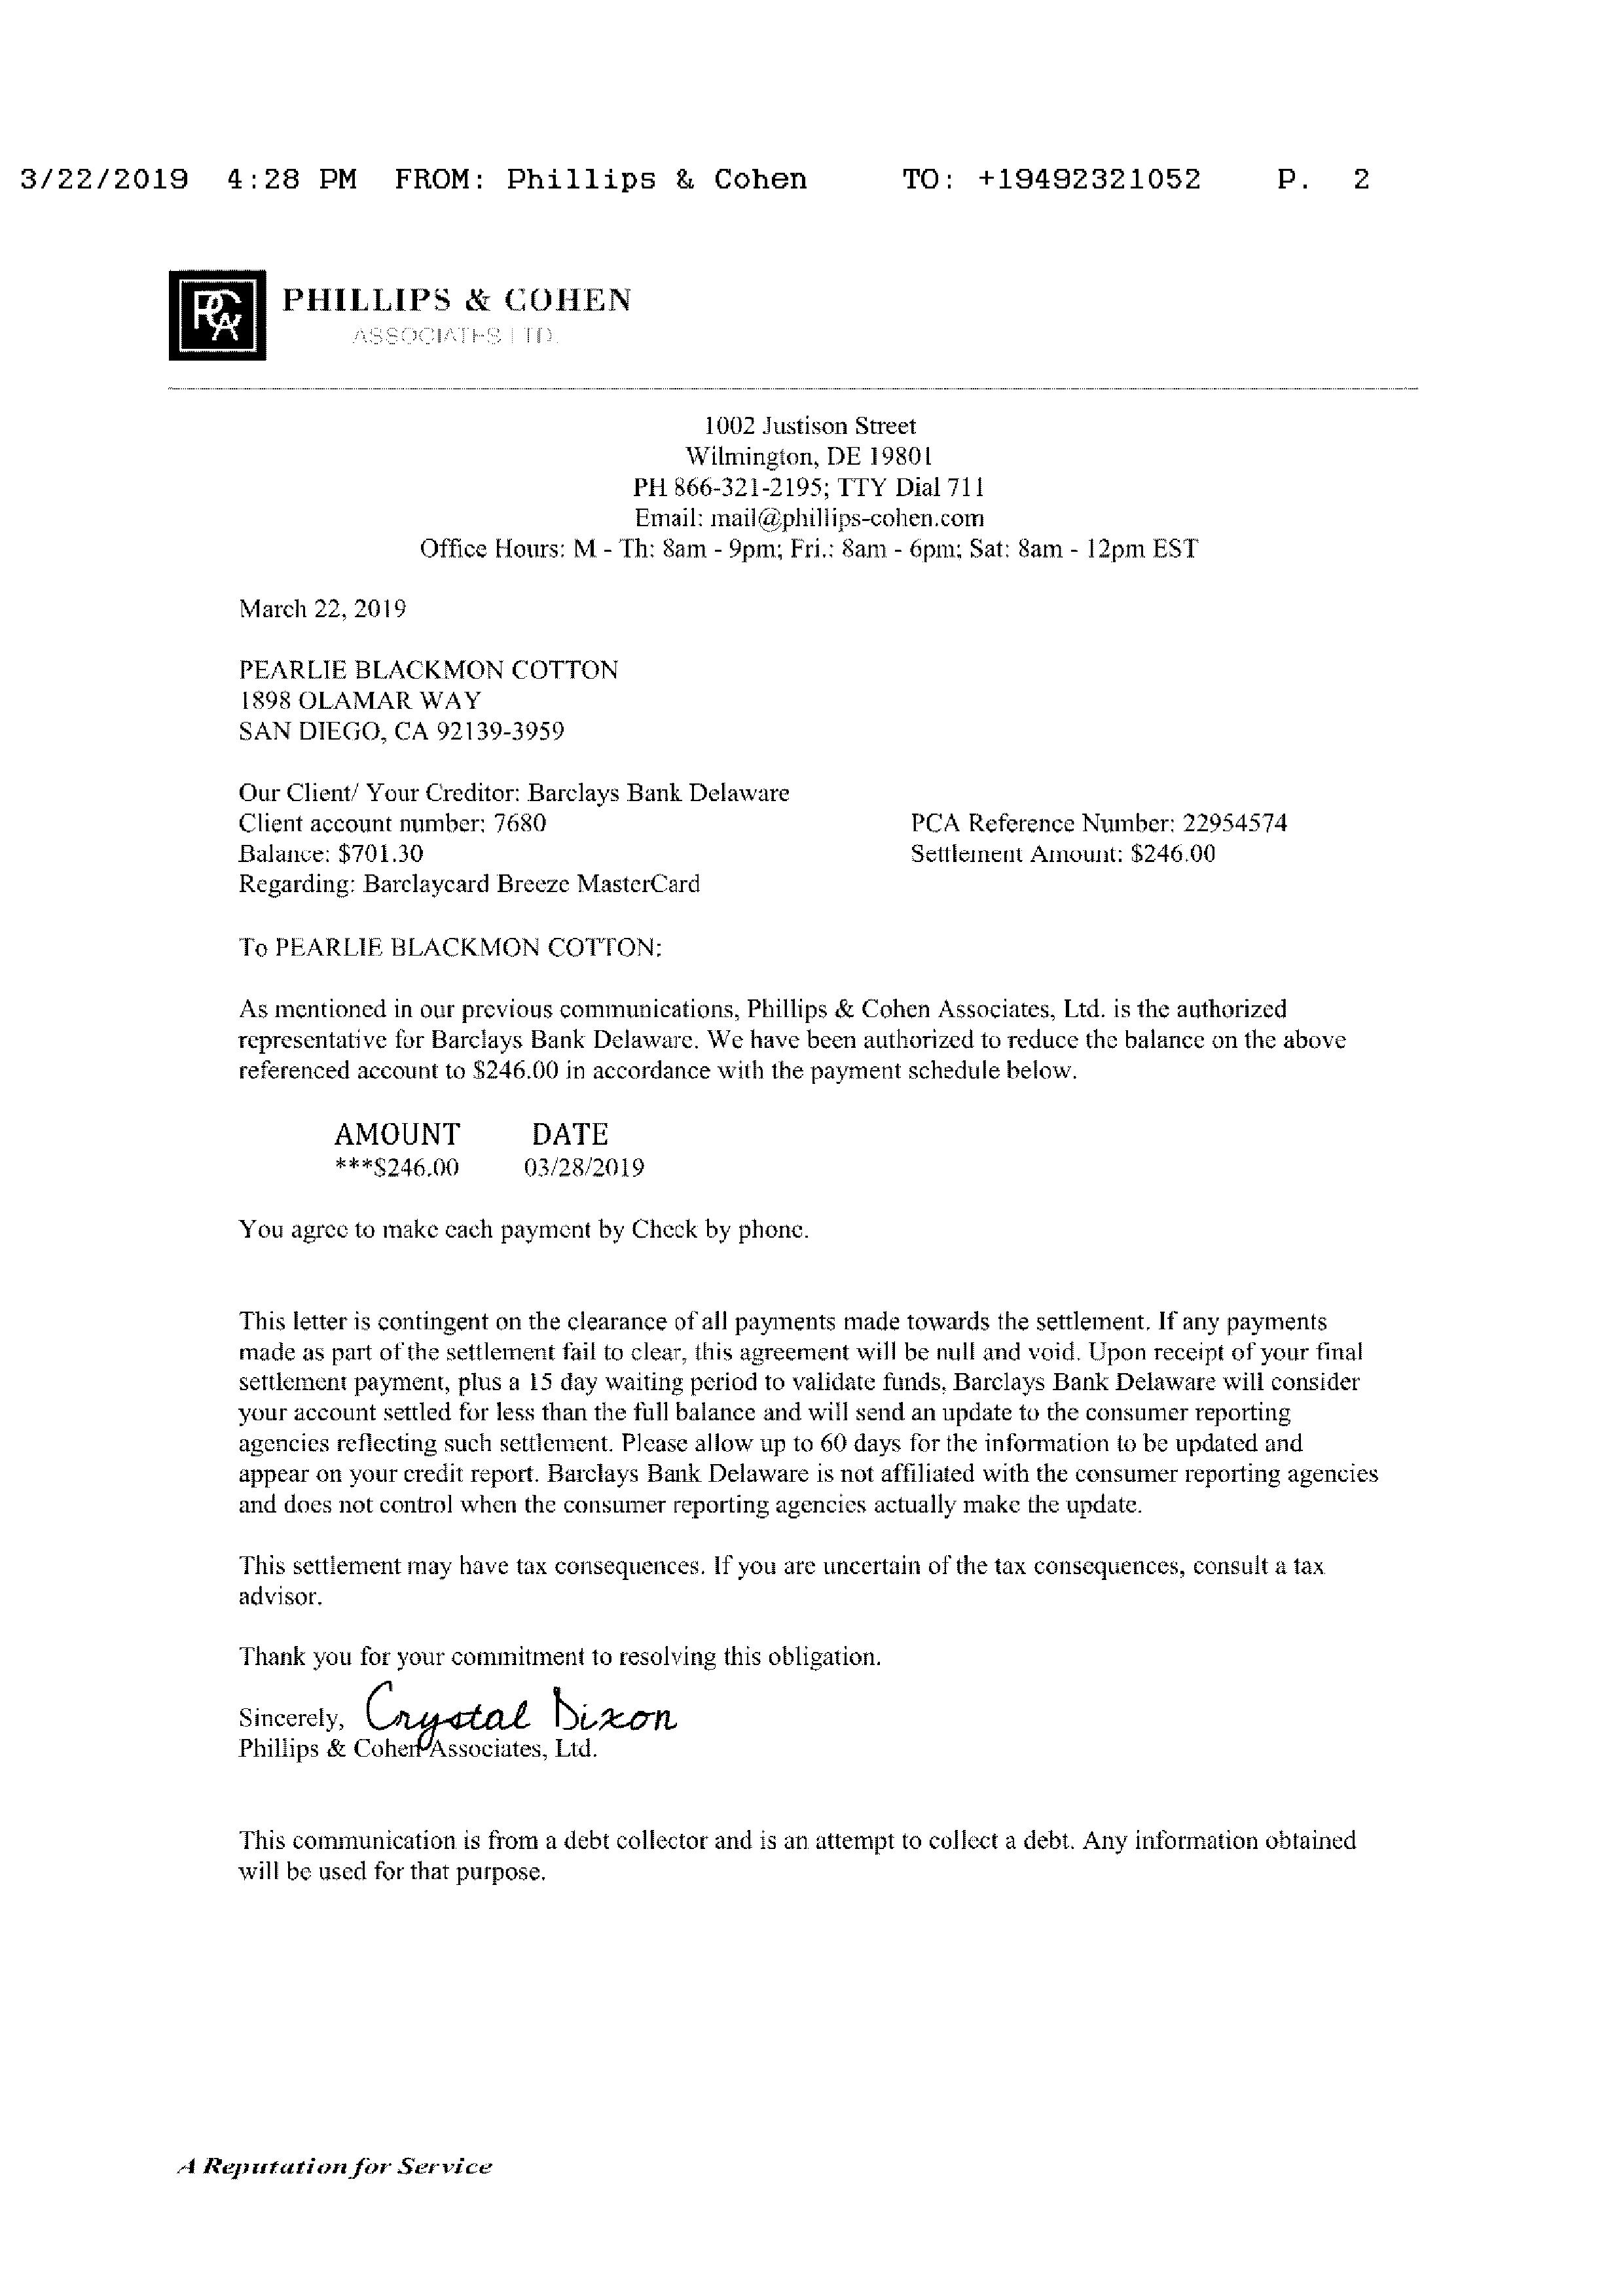 3/22/2019 4:28 PM FROM: Phillips & Cohen TO: +19492321052 P. 2
PCA
PHILLIPS & COHEN
ASSOCIATES LTD.
1002 Justison Street
Wilmington, DE 19801
PH 866-321-2195; TTY Dial 711
Email: mail@phillips-cohen.com
Office Hours: M - Th: 8am - 9pm; Fri.: 8am - 6pm; Sat: 8am - 12pm EST
March 22, 2019
PEARLIE BLACKMON COTTON
1898 OLAMAR WAY
SAN DIEGO, CA 92139-3959
Our Client/ Your Creditor: Barclays Bank Delaware
Client account number: 7680 PCA Reference Number: 22954574
Balance: $701.30 Settlement Amount: $246.00
Regarding: Barclaycard Breeze MasterCard
To PEARLIE BLACKMON COTTON:
As mentioned in our previous communications, Phillips & Cohen Associates, Ltd. is the authorized
representative for Barclays Bank Delaware. We have been authorized to reduce the balance on the above
referenced account to $246.00 in accordance with the payment schedule below.
AMOUNT DATE
***$246.00 03/28/2019
You agree to make each payment by Check by phone.
This letter is contingent on the clearance of all payments made towards the settlement. If any payments
made as part of the settlement fail to clear, this agreement will be null and void. Upon receipt of your final
settlement payment, plus a 15 day waiting period to validate funds, Barclays Bank Delaware will consider
your account settled for less than the full balance and will send an update to the consumer reporting
agencies reflecting such settlement. Please allow up to 60 days for the information to be updated and
appear on your credit report. Barclays Bank Delaware is not affiliated with the consumer reporting agencies
and does not control when the consumer reporting agencies actually make the update.
This settlement may have tax consequences. If you are uncertain of the tax consequences, consult a tax
advisor.
Thank you for your commitment to resolving this obligation.
Sincerely, Crystal Dixon
Phillips & Cohen Associates, Ltd.
This communication is from a debt collector and is an attempt to collect a debt. Any information obtained
will be used for that purpose.
A Reputation for Service